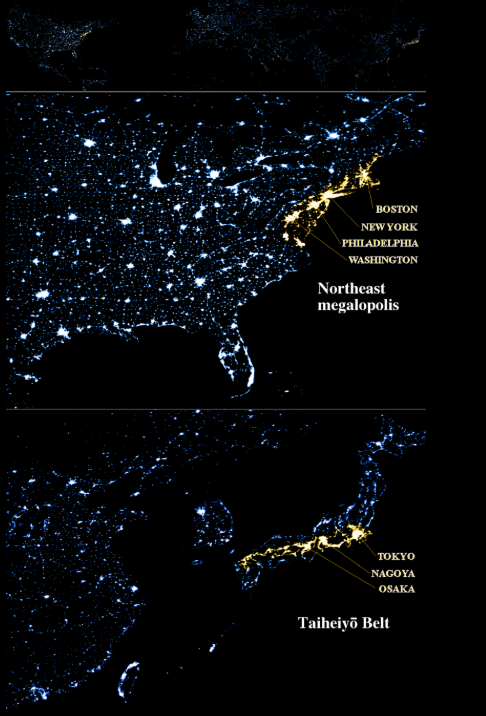 BOSTON
NEW YORK
PHILADELPHIA
WASHINGTON
Northeast
megalopolis
TOKYO
NAGOYA
OSAKA
Taiheiyō Belt